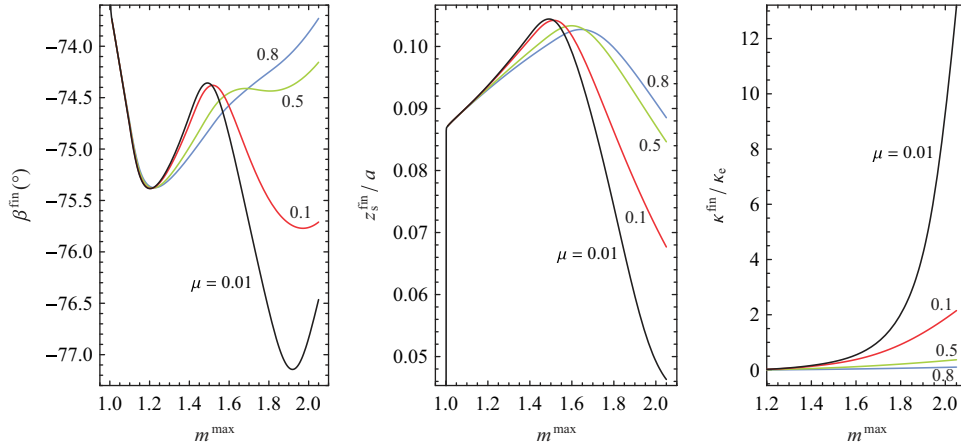 −74.0
−74.5
−75.0
−75.5
−76.0
−76.5
−77.0
β^fin (°)
0.8
0.5
0.1
μ = 0.01
1.0 1.2 1.4 1.6 1.8 2.0
m^max
0.10
0.09
0.08
0.07
0.06
0.05
z_s^fin / a
0.8
0.5
0.1
μ = 0.01
1.0 1.2 1.4 1.6 1.8 2.0
m^max
12
10
8
6
4
2
0
κ^fin / κ_e
μ = 0.01
0.1
0.5
0.8
1.2 1.4 1.6 1.8 2.0
m^max